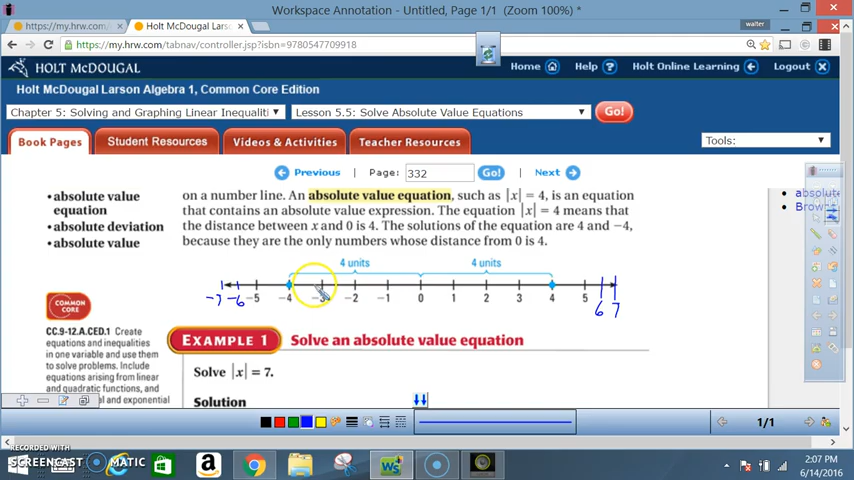 Workspace Annotation - Untitled, Page 1/1 (Zoom 100%) *
https://my.hrw.com/tabnav
Holt McDougal Larson Alg
walter
https://my.hrw.com/tabnav/controller.jsp?isbn=9780547709918
HOLT MCDOUGAL
Home
Help
Holt Online Learning
Logout
Holt McDougal Larson Algebra 1, Common Core Edition
Chapter 5: Solving and Graphing Linear Inequaliti
Lesson 5.5: Solve Absolute Value Equations
Go!
Book Pages
Student Resources
Videos & Activities
Teacher Resources
Tools:
Previous
Page: 332
Go!
Next
• absolute value
equation
• absolute deviation
• absolute value
on a number line. An absolute value equation, such as |x| = 4, is an equation
that contains an absolute value expression. The equation |x| = 4 means that
the distance between x and 0 is 4. The solutions of the equation are 4 and −4,
because they are the only numbers whose distance from 0 is 4.
• absolute
• Brow
4 units
4 units
-7 -6 −5 −4 −3 −2 −1 0 1 2 3 4 5 6 7
COMMON
CORE
CC.9-12.A.CED.1 Create
equations and inequalities
in one variable and use them
to solve problems. Include
equations arising from linear
and quadratic functions, and
EXAMPLE 1
Solve an absolute value equation
Solve |x| = 7.
Solution
1/1
RECORDED WITH
SCREENCAST MATIC
2:07 PM
6/14/2016